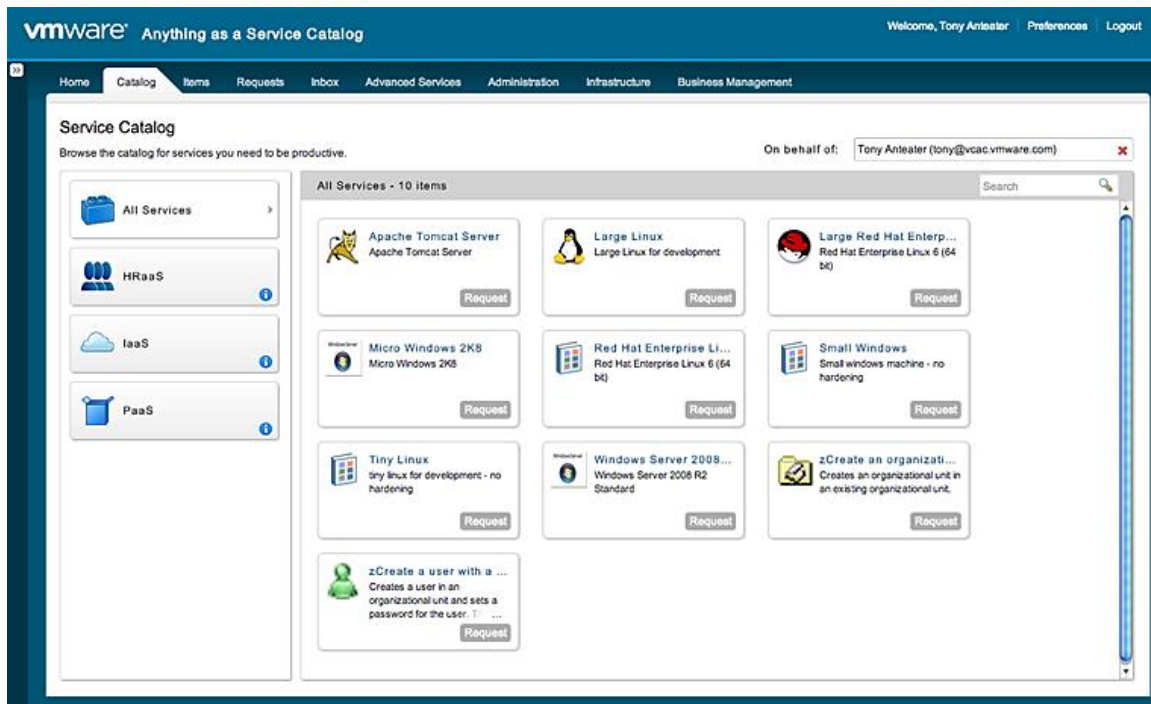 vmware® Anything as a Service Catalog
Welcome, Tony Anteater Preferences Logout
Home Catalog Items Requests Inbox Advanced Services Administration Infrastructure Business Management
Service Catalog
Browse the catalog for services you need to be productive.
On behalf of: Tony Anteater (tony@vcac.vmware.com)
All Services
HRaaS
IaaS
PaaS
All Services - 10 items
Search
Apache Tomcat Server
Apache Tomcat Server
Request
Large Linux
Large Linux for development
Request
Large Red Hat Enterp...
Red Hat Enterprise Linux 6 (64
bit)
Request
Micro Windows 2K8
Micro Windows 2K8
Request
Red Hat Enterprise Li...
Red Hat Enterprise Linux 6 (64
bit)
Request
Small Windows
Small windows machine - no
hardening
Request
Tiny Linux
tiny linux for development - no
hardening
Request
Windows Server 2008...
Windows Server 2008 R2
Standard
Request
zCreate an organizati...
Creates an organizational unit in
an existing organizational unit.
Request
zCreate a user with a ...
Creates a user in an
organizational unit and sets a
password for the user. ...
Request